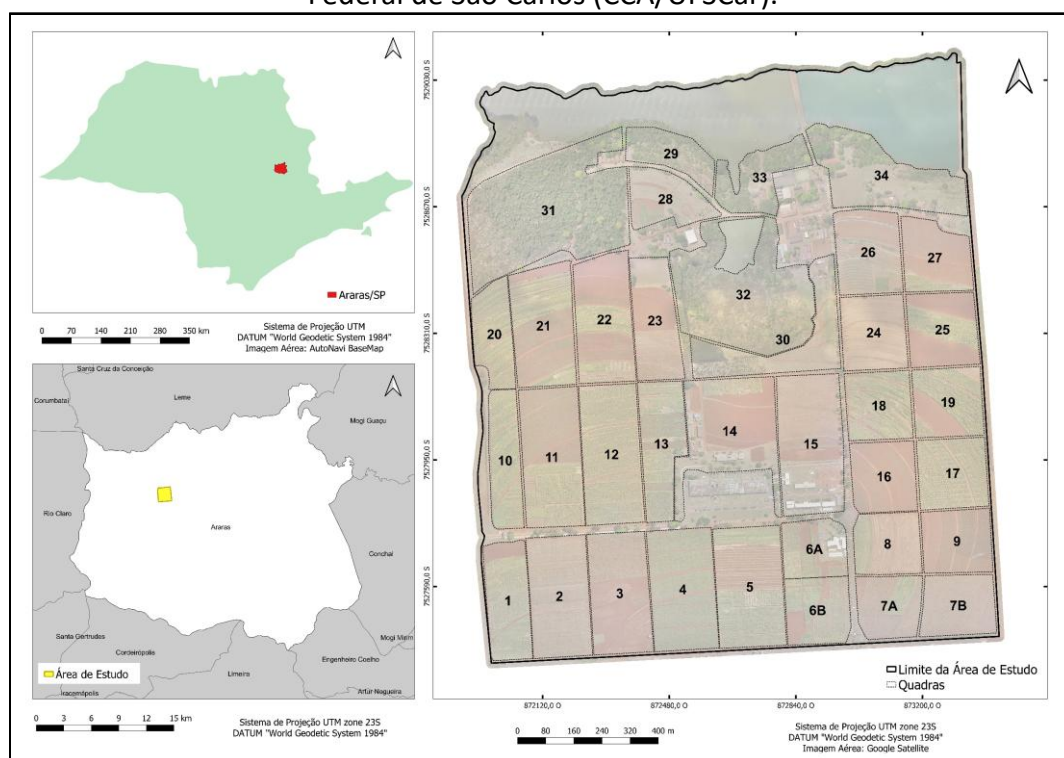 Federal de São Carlos (CCA/UFSCar).
Araras/SP
0 70 140 210 280 350 km
Sistema de Projeção UTM
DATUM "World Geodetic System 1984"
Imagem Aérea: AutoNavi BaseMap
Santa Cruz da Conceição
Corumbataí
Leme
Mogi Guaçu
Rio Claro
Araras
Conchal
Santa Gertrudes
Cordeirópolis
Limeira
Engenheiro Coelho
Mogi Mirim
Iracemápolis
Artur Nogueira
Área de Estudo
0 3 6 9 12 15 km
Sistema de Projeção UTM zone 23S
DATUM "World Geodetic System 1984"
7529030,0 S
7528670,0 S
7528310,0 S
7527950,0 S
7527590,0 S
29
33
34
31
28
26
27
32
20
21
22
23
30
24
25
10
11
12
13
14
15
18
19
16
17
1
2
3
4
5
6A
6B
8
9
7A
7B
Limite da Área de Estudo
Quadras
872120,0 O
872480,0 O
872840,0 O
873200,0 O
0 80 160 240 320 400 m
Sistema de Projeção UTM zone 23S
DATUM "World Geodetic System 1984"
Imagem Aérea: Google Satellite